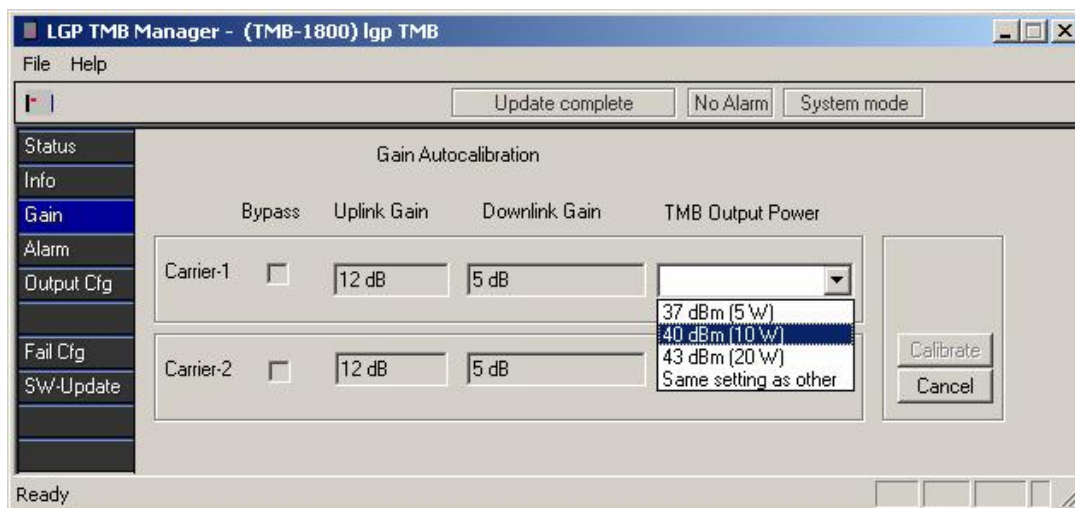 LGP TMB Manager - (TMB-1800) lgp TMB
File Help
Update complete No Alarm System mode
Status
Info
Gain
Alarm
Output Cfg
Fail Cfg
SW-Update
Gain Autocalibration
Bypass Uplink Gain Downlink Gain TMB Output Power
Carrier-1 12 dB 5 dB
37 dBm (5 W)
40 dBm (10 W)
43 dBm (20 W)
Same setting as other
Carrier-2 12 dB 5 dB
Calibrate
Cancel
Ready